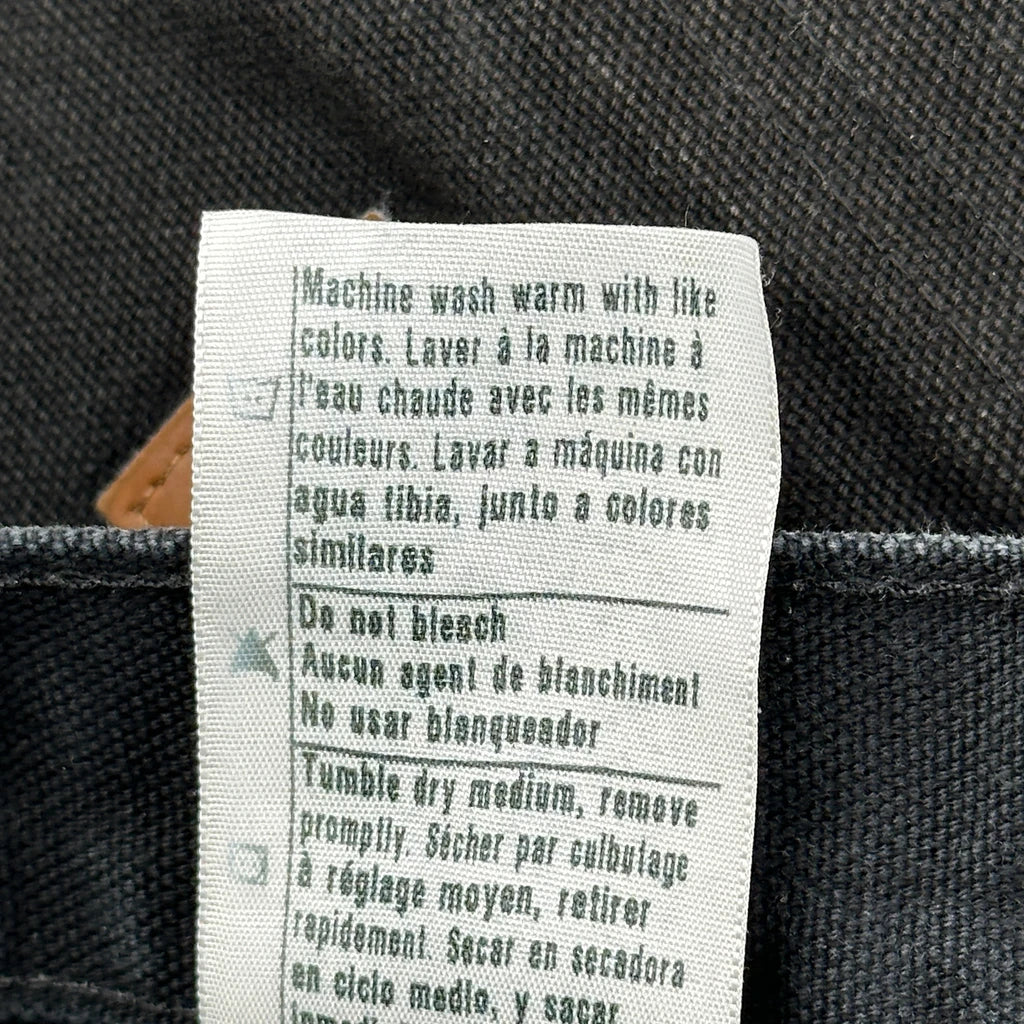 Machine wash warm with like
colors. Laver à la machine à
l'eau chaude avec les mêmes
couleurs. Lavar a máquina con
agua tibia, junto a colores
similares
Do not bleach
Aucun agent de blanchiment
No usar blanqueador
Tumble dry medium, remove
promptly. Sécher par culbutage
à réglage moyen, retirer
rapidement. Secar en secadora
en ciclo medio, y sacar